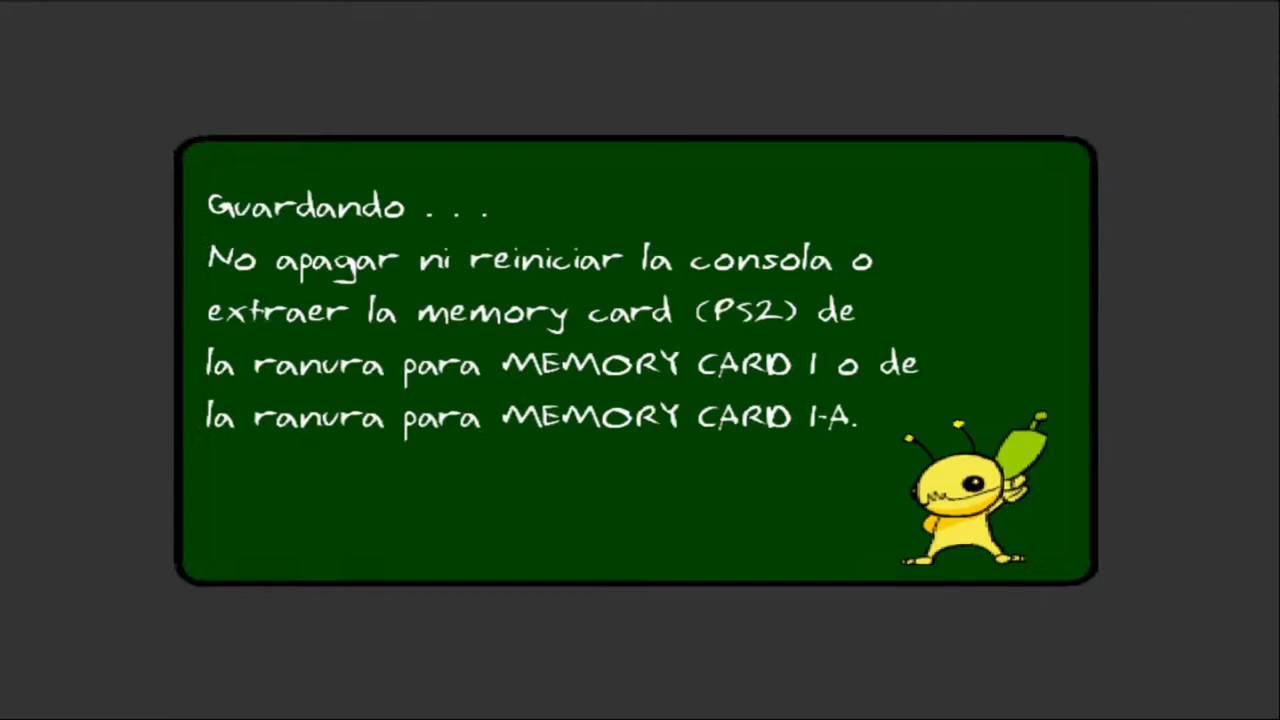 Guardando . . .
No apagar ni reiniciar la consola o
extraer la memory card (PS2) de
la ranura para MEMORY CARD 1 o de
la ranura para MEMORY CARD 1-A.